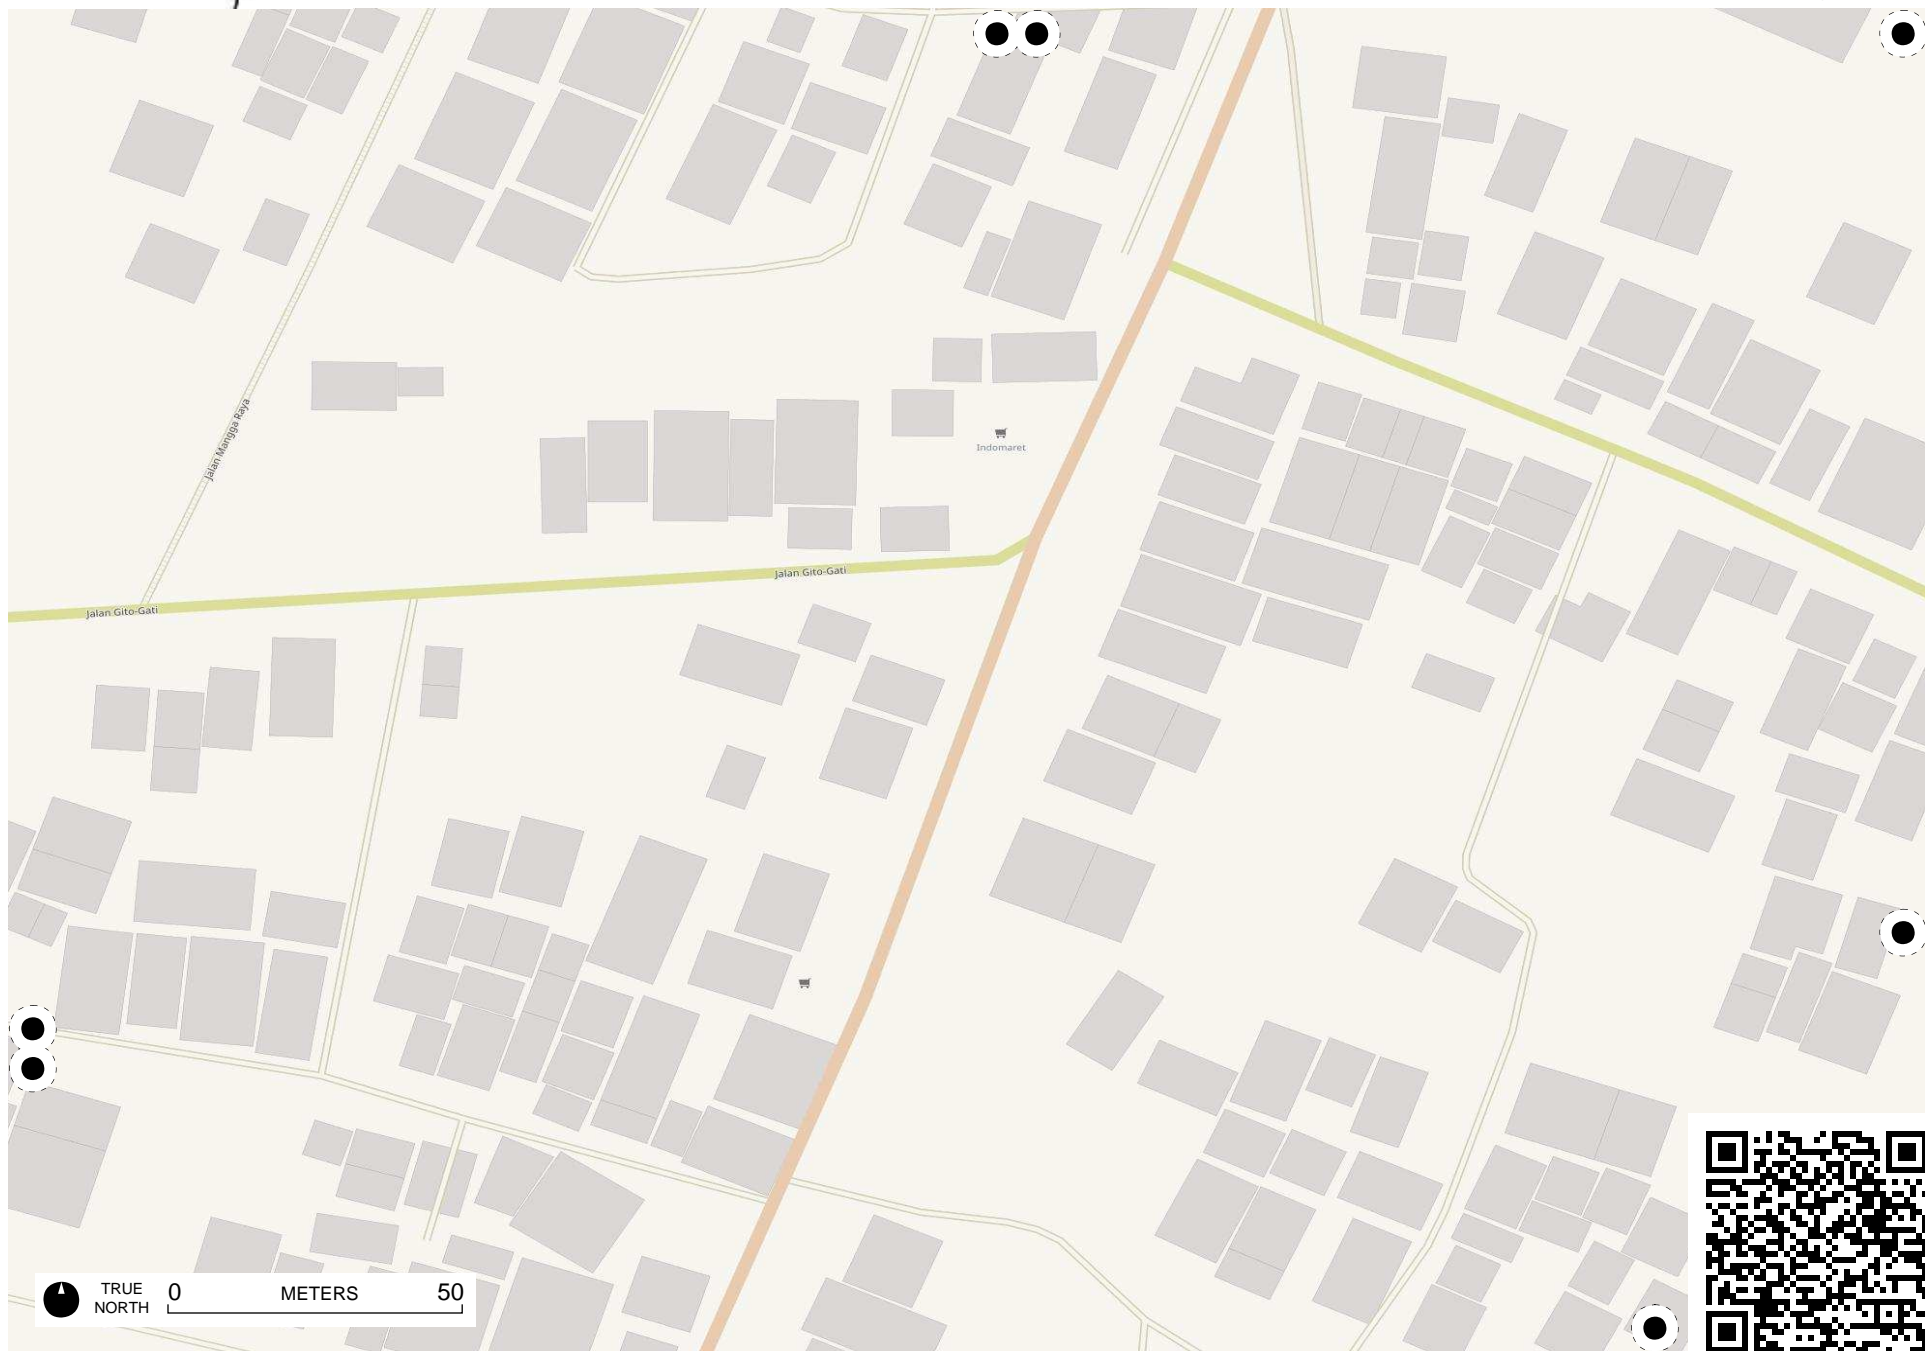 Jalan Mangga Raya
Indomaret
Jalan Gito-Gati
Jalan Gito-Gati
TRUE
NORTH
0 METERS 50